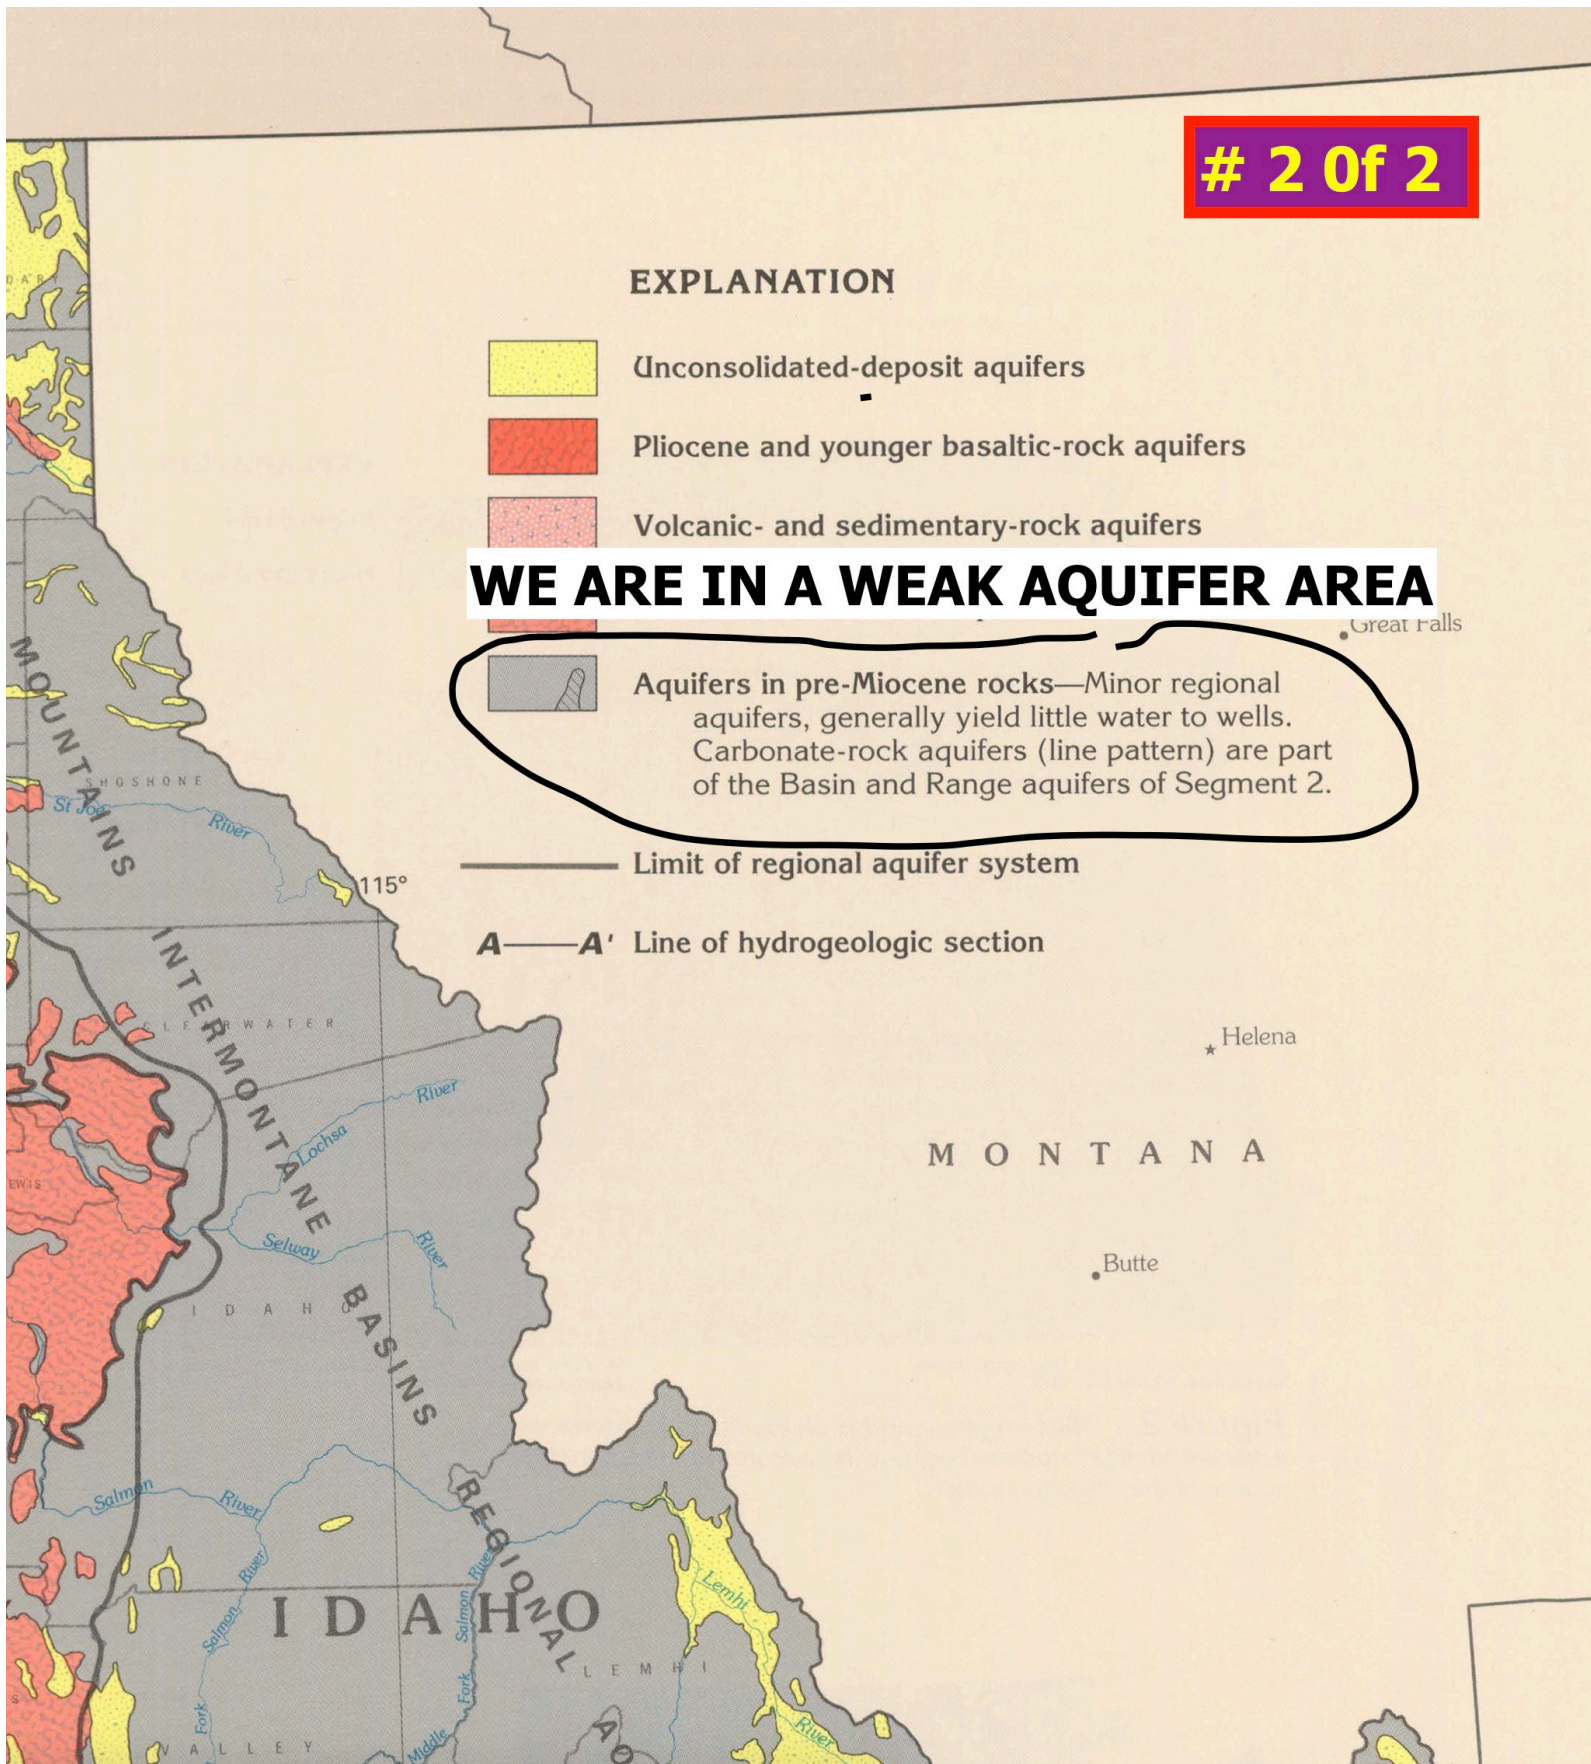 # 2 0f 2
EXPLANATION
Unconsolidated-deposit aquifers
Pliocene and younger basaltic-rock aquifers
Volcanic- and sedimentary-rock aquifers
WE ARE IN A WEAK AQUIFER AREA
Great Falls
Aquifers in pre-Miocene rocks—Minor regional
aquifers, generally yield little water to wells.
Carbonate-rock aquifers (line pattern) are part
of the Basin and Range aquifers of Segment 2.
Limit of regional aquifer system
A——A' Line of hydrogeologic section
MOUNTAINS
SHOSHONE
St Joe
River
115°
INTERMONTANE
CLEARWATER
Helena
River
Lochsa
MONTANA
EWIS
Selway
River
Butte
IDAHO
BASINS
Salmon
River
REGIONAL
River
River
Lemhi
IDAHO
Salmon
Salmon
LEMHI
Fork
Fork
River
VALLEY
Middle